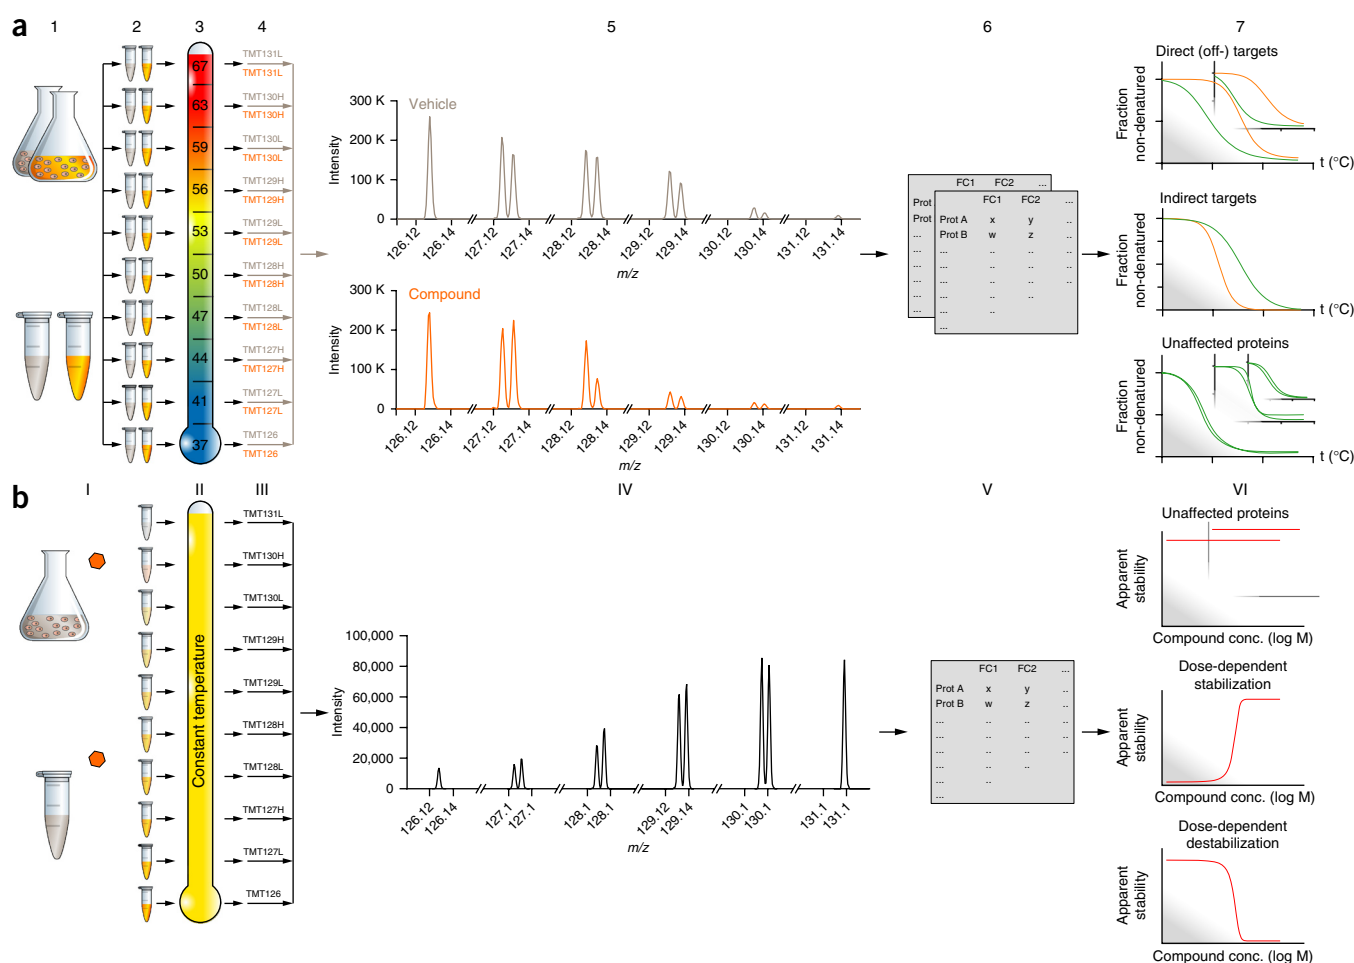 a
1
2
3
4
5
6
7
67
63
59
56
53
50
47
44
41
37
TMT131L
TMT131L
TMT130H
TMT130H
TMT130L
TMT130L
TMT129H
TMT129H
TMT129L
TMT129L
TMT128H
TMT128H
TMT128L
TMT128L
TMT127H
TMT127H
TMT127L
TMT127L
TMT126
TMT126
Vehicle
300 K
200 K
100 K
0
Intensity
126.12
126.14
127.12
127.14
128.12
128.14
129.12
129.14
130.12
130.14
131.12
131.14
m/z
Compound
300 K
200 K
100 K
0
Intensity
126.12
126.14
127.12
127.14
128.12
128.14
129.12
129.14
130.12
130.14
131.12
131.14
m/z
FC1 FC2 ...
Prot
Prot
...
...
...
...
...
...
FC1 FC2 ...
Prot A x y ..
Prot B w z ..
... .. .. ..
... .. .. ..
... .. .. ..
... .. ..
... ..
...
Direct (off-) targets
Fraction
non-denatured
t (°C)
Indirect targets
Fraction
non-denatured
t (°C)
Unaffected proteins
Fraction
non-denatured
t (°C)
b
I
II
III
IV
V
VI
Constant temperature
TMT131L
TMT130H
TMT130L
TMT129H
TMT129L
TMT128H
TMT128L
TMT127H
TMT127L
TMT126
100,000
80,000
60,000
40,000
20,000
0
Intensity
126.12
126.14
127.1
127.1
128.1
128.1
129.12
129.14
130.1
130.1
131.1
131.1
m/z
FC1 FC2 ...
Prot A x y ..
Prot B w z ..
... .. .. ..
... .. .. ..
... .. .. ..
... .. ..
... ..
...
Unaffected proteins
Apparent
stability
Compound conc. (log M)
Dose-dependent
stabilization
Apparent
stability
Compound conc. (log M)
Dose-dependent
destabilization
Apparent
stability
Compound conc. (log M)